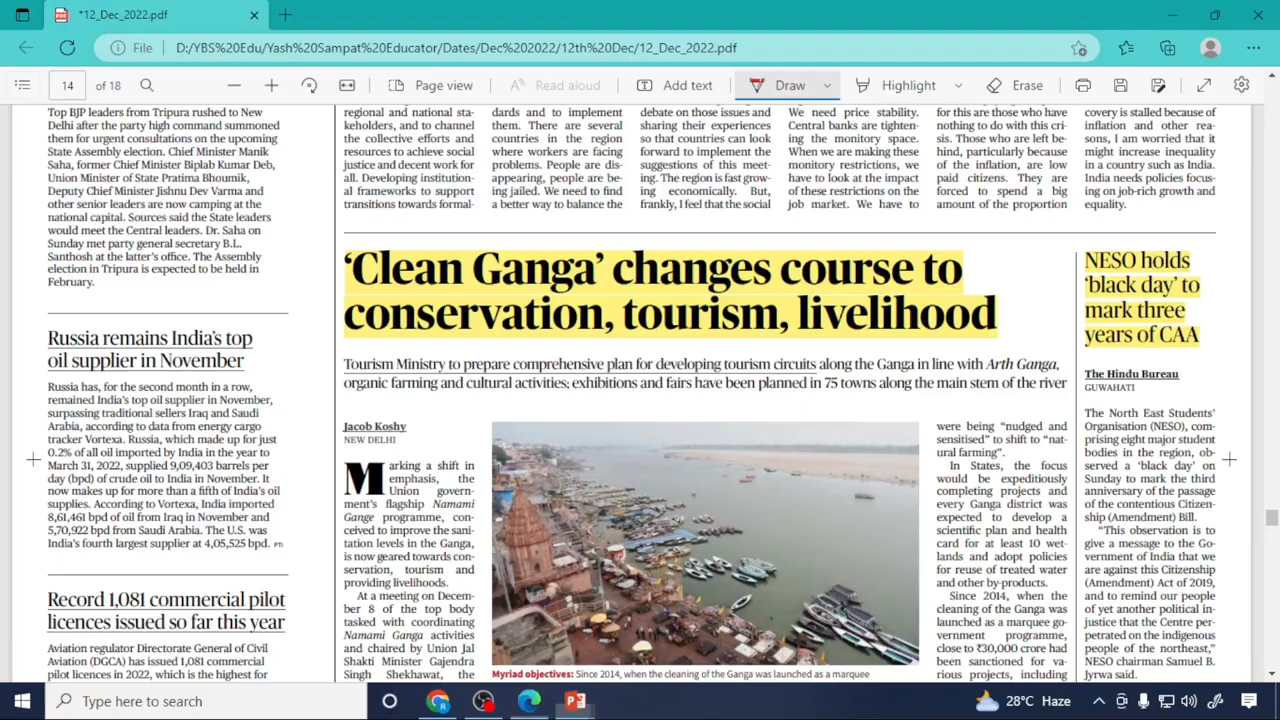 *12_Dec_2022.pdf
File
D:/YBS%20Edu/Yash%20Sampat%20Educator/Dates/Dec%202022/12th%20Dec/12_Dec_2022.pdf
14 of 18
Page view
Read aloud
Add text
Draw
Highlight
Erase
Top BJP leaders from Tripura rushed to New
Delhi after the party high command summoned
them for urgent consultations on the upcoming
State Assembly election. Chief Minister Manik
Saha, former Chief Minister Biplab Kumar Deb,
Union Minister of State Pratima Bhoumik,
Deputy Chief Minister Jishnu Dev Varma and
other senior leaders are now camping at the
national capital. Sources said the State leaders
would meet the Central leaders. Dr. Saha on
Sunday met party general secretary B.L.
Santhosh at the latter's office. The Assembly
election in Tripura is expected to be held in
February.
Russia remains India's top
oil supplier in November
Russia has, for the second month in a row,
remained India's top oil supplier in November,
surpassing traditional sellers Iraq and Saudi
Arabia, according to data from energy cargo
tracker Vortexa. Russia, which made up for just
0.2% of all oil imported by India in the year to
March 31, 2022, supplied 9,09,403 barrels per
day (bpd) of crude oil to India in November. It
now makes up for more than a fifth of India's oil
supplies. According to Vortexa, India imported
8,61,461 bpd of oil from Iraq in November and
5,70,922 bpd from Saudi Arabia. The U.S. was
India's fourth largest supplier at 4,05,525 bpd. PTI
Record 1,081 commercial pilot
licences issued so far this year
Aviation regulator Directorate General of Civil
Aviation (DGCA) has issued 1,081 commercial
pilot licences in 2022, which is the highest for
regional and national sta-
keholders, and to channel
the collective efforts and
resources to achieve social
justice and decent work for
all. Developing institution-
al frameworks to support
transitions towards formal-
dards and to implement
them. There are several
countries in the region
where workers are facing
problems. People are dis-
appearing, people are be-
ing jailed. We need to find
a better way to balance the
debate on those issues and
sharing their experiences
so that countries can look
forward to implement the
suggestions of this meet-
ing. The region is fast grow-
ing economically. But,
frankly, I feel that the social
We need price stability.
Central banks are tighten-
ing the monitory space.
When we are making these
monitory restrictions, we
have to look at the impact
of these restrictions on the
job market. We have to
for this are those who have
nothing to do with this cri-
sis. Those who are left be-
hind, particularly because
of the inflation, are low
paid citizens. They are
forced to spend a big
amount of the proportion
covery is stalled because of
inflation and other rea-
sons, I am worried that it
might increase inequality
in a country such as India.
India needs policies focus-
ing on job-rich growth and
equality.
‘Clean Ganga’ changes course to
conservation, tourism, livelihood
Tourism Ministry to prepare comprehensive plan for developing tourism circuits along the Ganga in line with Arth Ganga,
organic farming and cultural activities; exhibitions and fairs have been planned in 75 towns along the main stem of the river
Jacob Koshy
NEW DELHI
Marking a shift in
emphasis, the
Union govern-
ment's flagship Namami
Gange programme, con-
ceived to improve the sani-
tation levels in the Ganga,
is now geared towards con-
servation, tourism and
providing livelihoods.
At a meeting on Decem-
ber 8 of the top body
tasked with coordinating
Namami Ganga activities
and chaired by Union Jal
Shakti Minister Gajendra
Singh Shekhawat, the
Myriad objectives: Since 2014, when the cleaning of the Ganga was launched as a marquee
were being “nudged and
sensitised” to shift to “nat-
ural farming”.
In States, the focus
would be expeditiously
completing projects and
every Ganga district was
expected to develop a
scientific plan and health
card for at least 10 wet-
lands and adopt policies
for reuse of treated water
and other by-products.
Since 2014, when the
cleaning of the Ganga was
launched as a marquee go-
vernment programme,
close to ₹30,000 crore had
been sanctioned for va-
rious projects, including
NESO holds
‘black day’ to
mark three
years of CAA
The Hindu Bureau
GUWAHATI
The North East Students’
Organisation (NESO), com-
prising eight major student
bodies in the region, ob-
served a ‘black day’ on
Sunday to mark the third
anniversary of the passage
of the contentious Citizen-
ship (Amendment) Bill.
“This observation is to
give a message to the Go-
vernment of India that we
are against this Citizenship
(Amendment) Act of 2019,
and to remind our people
of yet another political in-
justice that the Centre per-
petrated on the indigenous
people of the northeast,”
NESO chairman Samuel B.
Jyrwa said.
Type here to search
28°C Haze